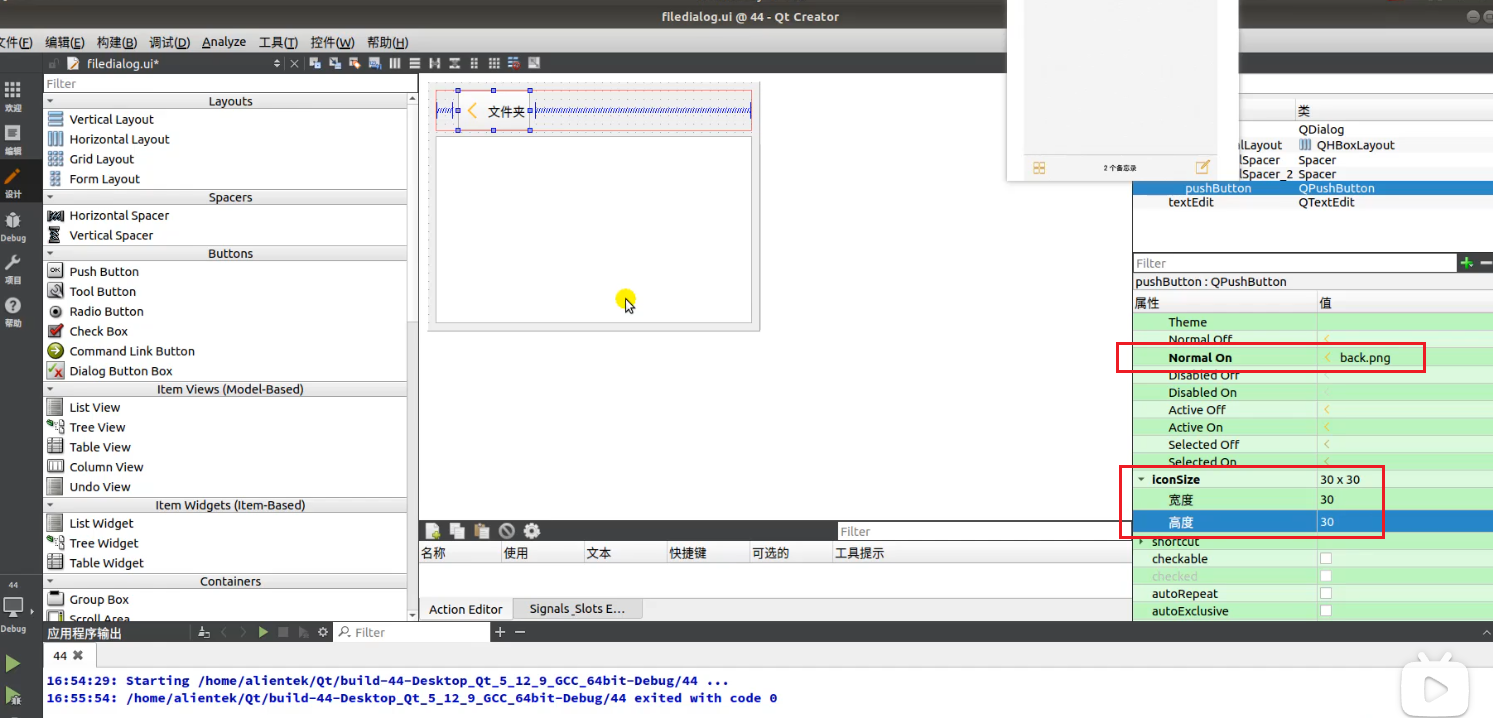 filedialog.ui @ 44 - Qt Creator
文件(F) 编辑(E) 构建(B) 调试(D) Analyze 工具(T) 控件(W) 帮助(H)
filedialog.ui*
Filter
欢迎
编辑
设计
Debug
项目
帮助
Layouts
Vertical Layout
Horizontal Layout
Grid Layout
Form Layout
Spacers
Horizontal Spacer
Vertical Spacer
Buttons
OK
Push Button
Tool Button
Radio Button
Check Box
Command Link Button
Dialog Button Box
Item Views (Model-Based)
List View
Tree View
Table View
Column View
Undo View
Item Widgets (Item-Based)
List Widget
Tree Widget
Table Widget
Containers
Group Box
Scroll Area
文件夹
2 个备忘录
类
QDialog
lLayout QHBoxLayout
lSpacer Spacer
lSpacer_2 Spacer
pushButton QPushButton
textEdit QTextEdit
Filter
pushButton : QPushButton
属性 值
Theme
Normal Off
Normal On back.png
Disabled Off
Disabled On
Active Off
Active On
Selected Off
Selected On
iconSize 30 x 30
宽度 30
高度 30
shortcut
checkable
checked
autoRepeat
autoExclusive
Filter
名称 使用 文本 快捷键 可选的 工具提示
Action Editor Signals_Slots E...
44
Debug
应用程序输出 Filter
44
16:54:29: Starting /home/alientek/Qt/build-44-Desktop_Qt_5_12_9_GCC_64bit-Debug/44 ...
16:55:54: /home/alientek/Qt/build-44-Desktop_Qt_5_12_9_GCC_64bit-Debug/44 exited with code 0